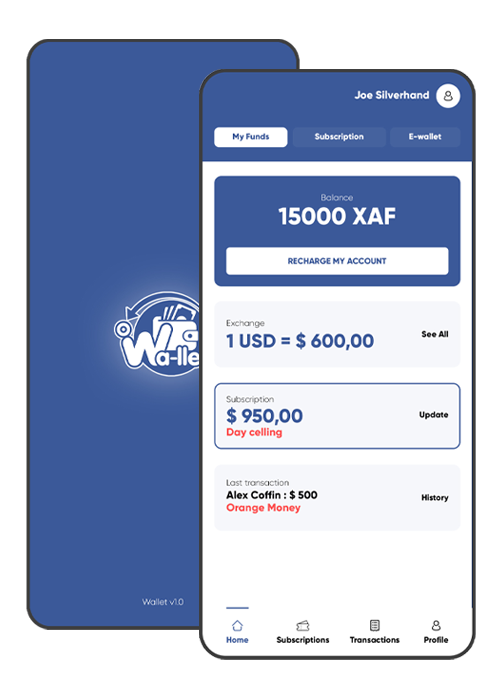 Joe Silverhand
My Funds
Subscription
E-wallet
Balance
15000 XAF
RECHARGE MY ACCOUNT
Exchange
1 USD = $ 600,00
See All
Subscription
$ 950,00
Day celling
Update
Last transaction
Alex Coffin : $ 500
Orange Money
History
Home
Subscriptions
Transactions
Profile
Wa-lle
Wallet v1.0